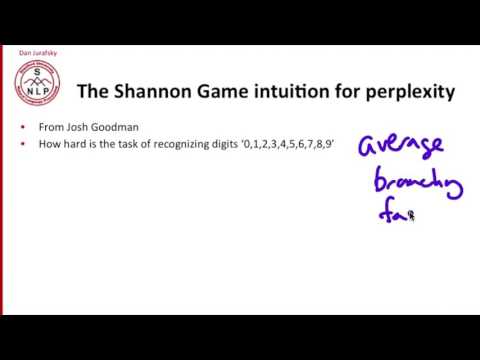 Dan Jurafsky
S
NLP
The Shannon Game intuition for perplexity
• From Josh Goodman
• How hard is the task of recognizing digits '0,1,2,3,4,5,6,7,8,9'
average
branching
fa